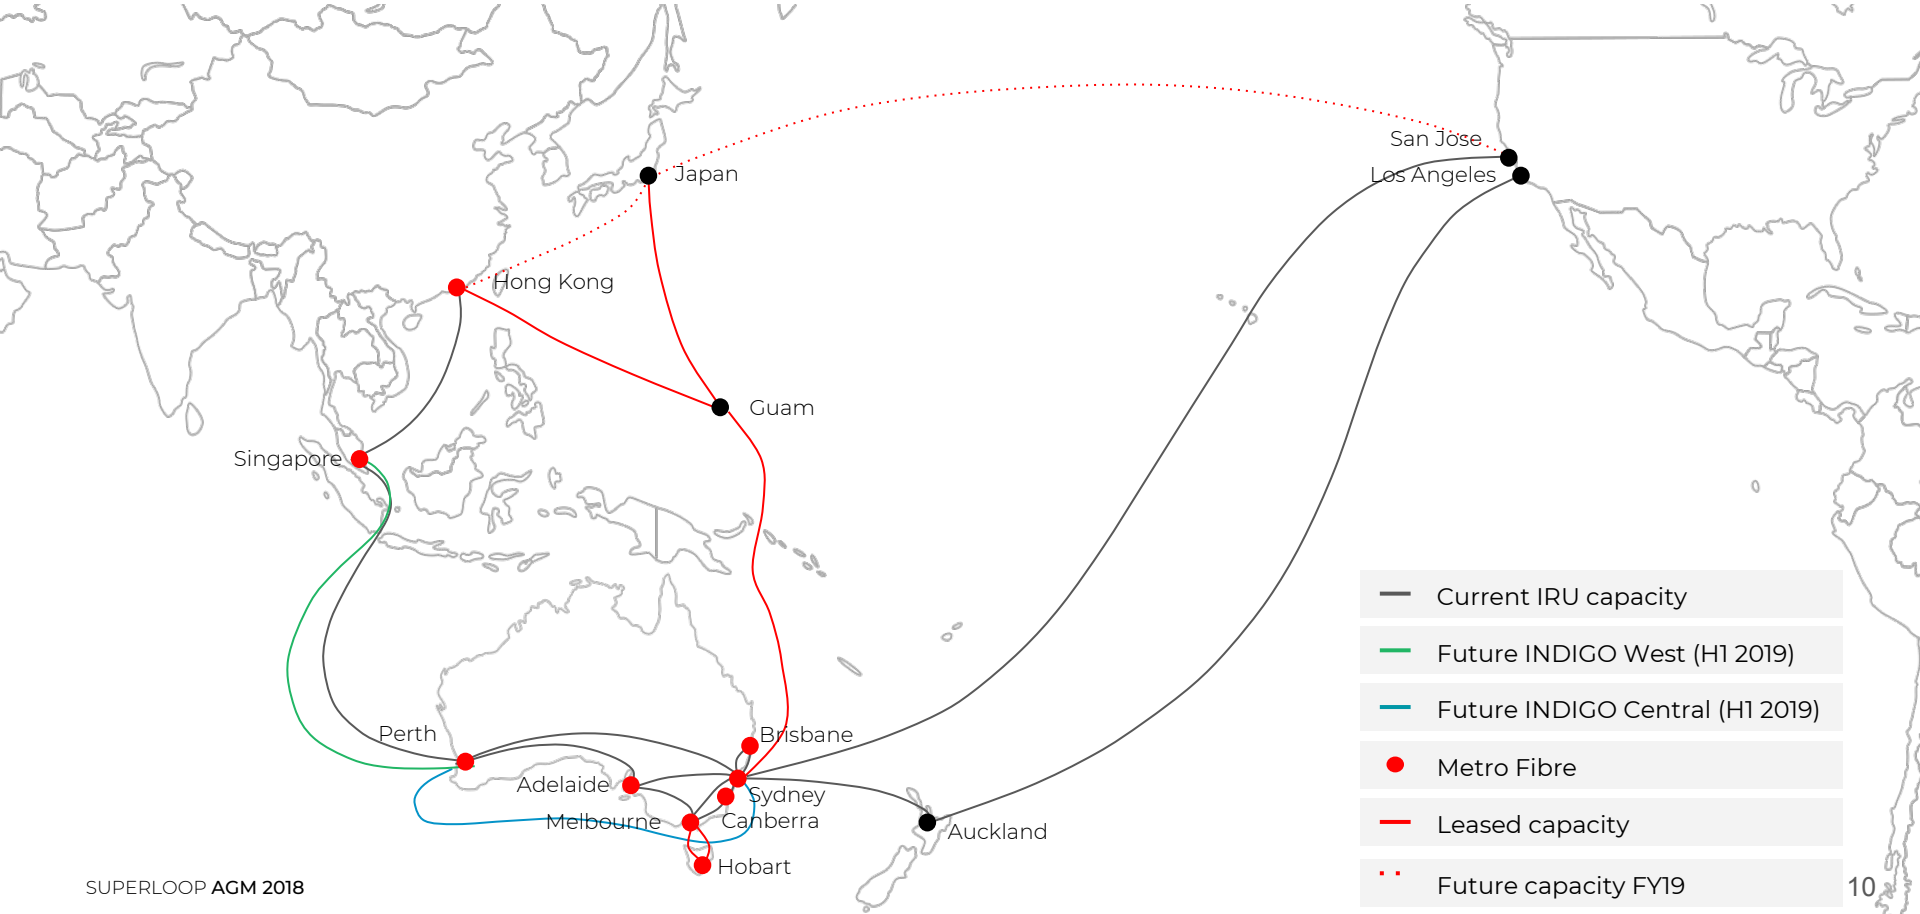 San Jose
Japan
Los Angeles
Hong Kong
Guam
Singapore
Perth
Brisbane
Adelaide
Sydney
Melbourne
Canberra
Auckland
Hobart
Current IRU capacity
Future INDIGO West (H1 2019)
Future INDIGO Central (H1 2019)
Metro Fibre
Leased capacity
Future capacity FY19
SUPERLOOP AGM 2018
10